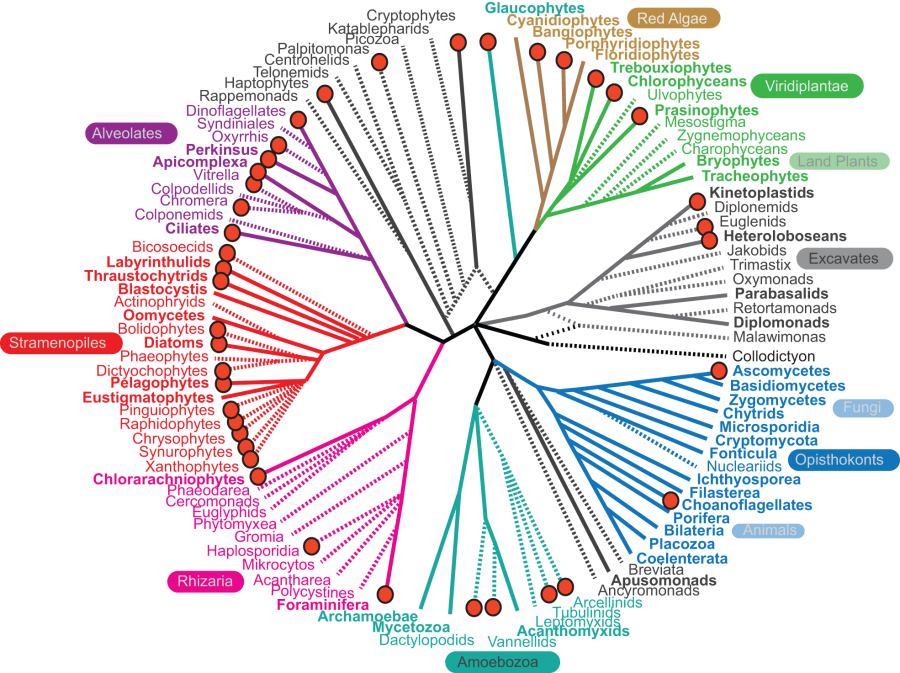 Cryptophytes
Katablepharids
Picozoa
Palpitomonas
Centrohelids
Telonemids
Haptophytes
Rappemonads
Dinoflagellates
Syndiniales
Alveolates
Oxyrrhis
Perkinsus
Apicomplexa
Vitrella
Colpodellids
Chromera
Colponemids
Ciliates
Bicosoecids
Labyrinthulids
Thraustochytrids
Blastocystis
Actinophryids
Oomycetes
Bolidophytes
Stramenopiles
Diatoms
Phaeophytes
Dictyochophytes
Pelagophytes
Eustigmatophytes
Pinguiophytes
Raphidophytes
Chrysophytes
Synurophytes
Xanthophytes
Chlorarachniophytes
Phaeodarea
Cercomonads
Euglyphids
Phytomyxea
Gromia
Haplosporidia
Mikrocytos
Rhizaria
Acantharea
Polycystines
Foraminifera
Archamoebae
Mycetozoa
Dactylopodids
Amoebozoa
Vannellids
Acanthomyxids
Leptomyxids
Tubulinids
Arcellinids
Ancyromonads
Apusomonads
Breviata
Glaucophytes
Cyanidiophytes
Red Algae
Bangiophytes
Porphyridiophytes
Floridiophytes
Trebouxiophytes
Chlorophyceans
Viridiplantae
Ulvophytes
Prasinophytes
Mesostigma
Zygnemophyceans
Charophyceans
Bryophytes
Land Plants
Tracheophytes
Kinetoplastids
Diplonemids
Euglenids
Heteroloboseans
Jakobids
Excavates
Trimastix
Oxymonads
Parabasalids
Retortamonads
Diplomonads
Malawimonas
Collodictyon
Ascomycetes
Basidiomycetes
Zygomycetes
Fungi
Chytrids
Microsporidia
Cryptomycota
Fonticula
Opisthokonts
Nucleariids
Ichthyosporea
Filasterea
Choanoflagellates
Porifera
Bilateria
Animals
Placozoa
Coelenterata